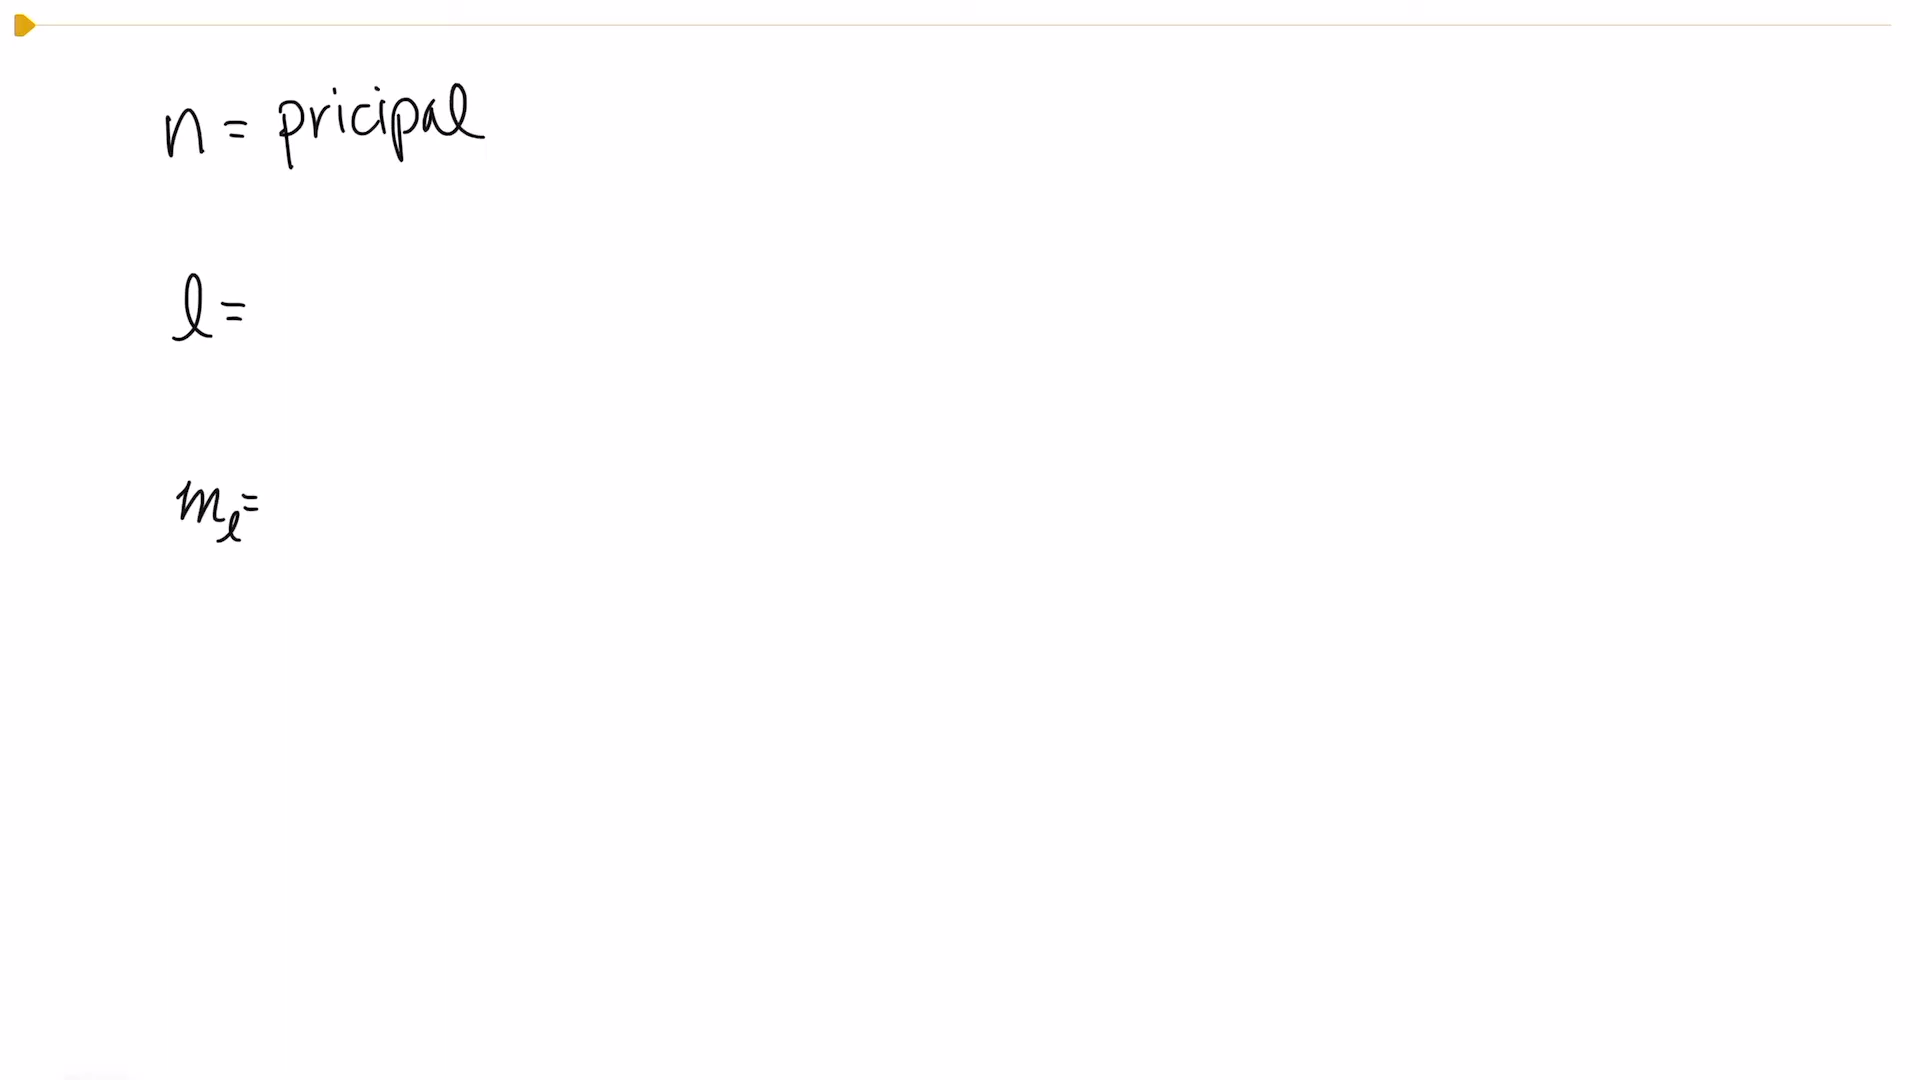 n = pricipal
l =
mₗ =